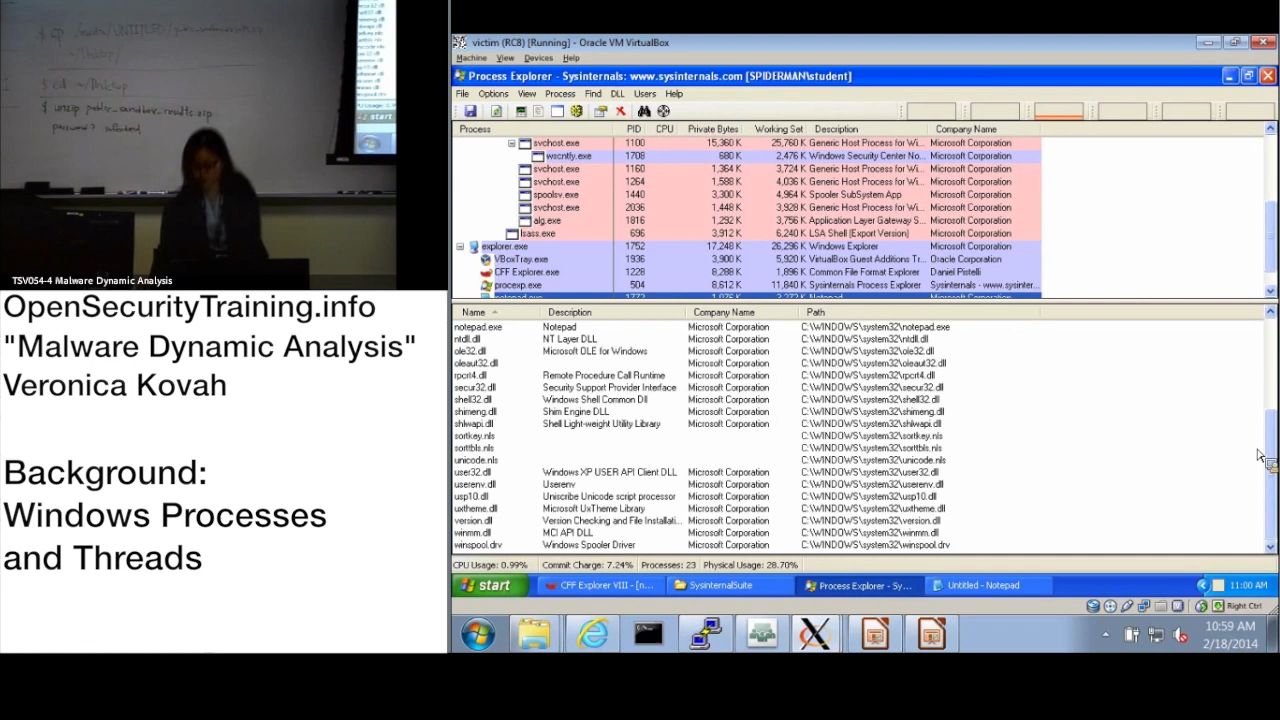 $ unzip
password?
start
TSV054-4 Malware Dynamic Analysis
OpenSecurityTraining.info
"Malware Dynamic Analysis"
Veronica Kovah
Background:
Windows Processes
and Threads
victim (RC8) [Running] - Oracle VM VirtualBox
Machine View Devices Help
Process Explorer - Sysinternals: www.sysinternals.com [SPIDERMAN\student]
File Options View Process Find DLL Users Help
Process PID CPU Private Bytes Working Set Description Company Name
svchost.exe 1100 15,360 K 25,760 K Generic Host Process for Wi... Microsoft Corporation
wscntfy.exe 1708 680 K 2,476 K Windows Security Center No... Microsoft Corporation
svchost.exe 1160 1,364 K 3,724 K Generic Host Process for Wi... Microsoft Corporation
svchost.exe 1264 1,588 K 4,036 K Generic Host Process for Wi... Microsoft Corporation
spoolsv.exe 1440 3,300 K 4,964 K Spooler SubSystem App Microsoft Corporation
svchost.exe 2036 1,448 K 3,928 K Generic Host Process for Wi... Microsoft Corporation
alg.exe 1816 1,292 K 3,756 K Application Layer Gateway S... Microsoft Corporation
lsass.exe 696 3,912 K 6,240 K LSA Shell (Export Version) Microsoft Corporation
explorer.exe 1752 17,248 K 26,296 K Windows Explorer Microsoft Corporation
VBoxTray.exe 1936 3,900 K 5,920 K VirtualBox Guest Additions Tr... Oracle Corporation
CFF Explorer.exe 1228 8,288 K 1,896 K Common File Format Explorer Daniel Pistelli
procexp.exe 504 8,612 K 11,840 K Sysinternals Process Explorer Sysinternals - www.sysinter...
Name Description Company Name Path
notepad.exe Notepad Microsoft Corporation C:\WINDOWS\system32\notepad.exe
ntdll.dll NT Layer DLL Microsoft Corporation C:\WINDOWS\system32\ntdll.dll
ole32.dll Microsoft OLE for Windows Microsoft Corporation C:\WINDOWS\system32\ole32.dll
oleaut32.dll Microsoft Corporation C:\WINDOWS\system32\oleaut32.dll
rpcrt4.dll Remote Procedure Call Runtime Microsoft Corporation C:\WINDOWS\system32\rpcrt4.dll
secur32.dll Security Support Provider Interface Microsoft Corporation C:\WINDOWS\system32\secur32.dll
shell32.dll Windows Shell Common Dll Microsoft Corporation C:\WINDOWS\system32\shell32.dll
shimeng.dll Shim Engine DLL Microsoft Corporation C:\WINDOWS\system32\shimeng.dll
shlwapi.dll Shell Light-weight Utility Library Microsoft Corporation C:\WINDOWS\system32\shlwapi.dll
sortkey.nls C:\WINDOWS\system32\sortkey.nls
sorttbls.nls C:\WINDOWS\system32\sorttbls.nls
unicode.nls C:\WINDOWS\system32\unicode.nls
user32.dll Windows XP USER API Client DLL Microsoft Corporation C:\WINDOWS\system32\user32.dll
userenv.dll Userenv Microsoft Corporation C:\WINDOWS\system32\userenv.dll
usp10.dll Uniscribe Unicode script processor Microsoft Corporation C:\WINDOWS\system32\usp10.dll
uxtheme.dll Microsoft UxTheme Library Microsoft Corporation C:\WINDOWS\system32\uxtheme.dll
version.dll Version Checking and File Installati... Microsoft Corporation C:\WINDOWS\system32\version.dll
winmm.dll MCI API DLL Microsoft Corporation C:\WINDOWS\system32\winmm.dll
winspool.drv Windows Spooler Driver Microsoft Corporation C:\WINDOWS\system32\winspool.drv
CPU Usage: 0.99% Commit Charge: 7.24% Processes: 23 Physical Usage: 28.70%
start CFF Explorer VIII - [n... SysinternalSuite Process Explorer - Sy... Untitled - Notepad 11:00 AM
Right Ctrl
10:59 AM
2/18/2014